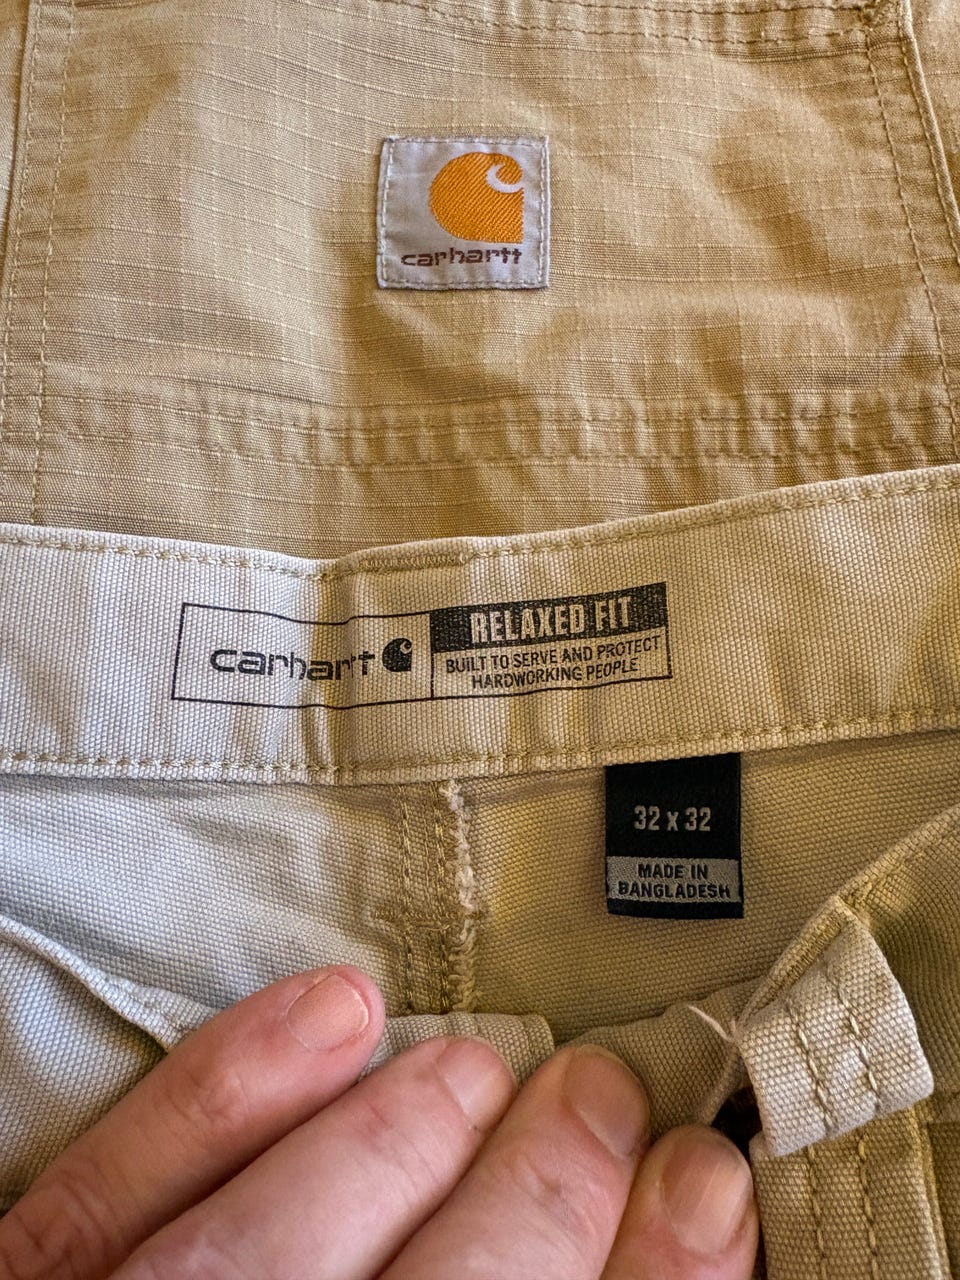 carhartt
carhartt
RELAXED FIT
BUILT TO SERVE AND PROTECT
HARDWORKING PEOPLE
32 x 32
MADE IN
BANGLADESH